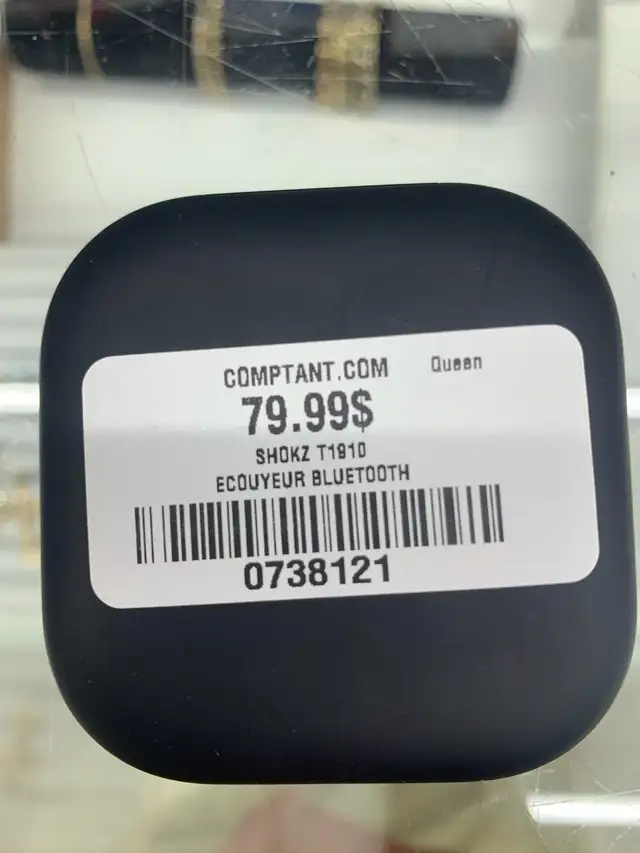 COMPTANT.COM Queen
79.99$
SHOKZ T1910
ECOUYEUR BLUETOOTH
0738121